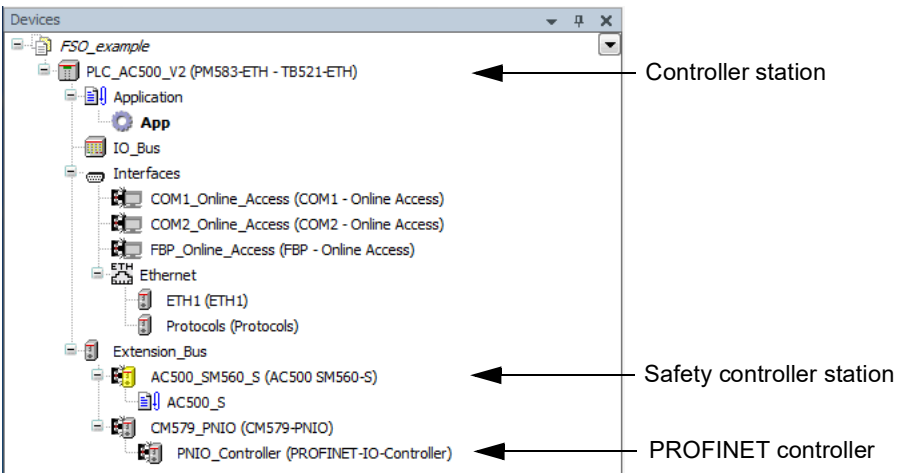 Devices
FSO_example
PLC_AC500_V2 (PM583-ETH - TB521-ETH)
Controller station
Application
App
IO_Bus
Interfaces
COM1_Online_Access (COM1 - Online Access)
COM2_Online_Access (COM2 - Online Access)
FBP_Online_Access (FBP - Online Access)
ETH
Ethernet
ETH1 (ETH1)
Protocols (Protocols)
Extension_Bus
AC500_SM560_S (AC500 SM560-S)
Safety controller station
AC500_S
CM579_PNIO (CM579-PNIO)
PNIO_Controller (PROFINET-IO-Controller)
PROFINET controller